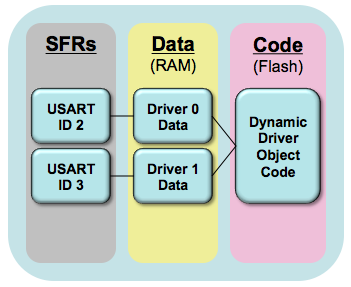 SFRs
Data
(RAM)
Code
(Flash)
USART
ID 2
Driver 0
Data
USART
ID 3
Driver 1
Data
Dynamic
Driver
Object
Code